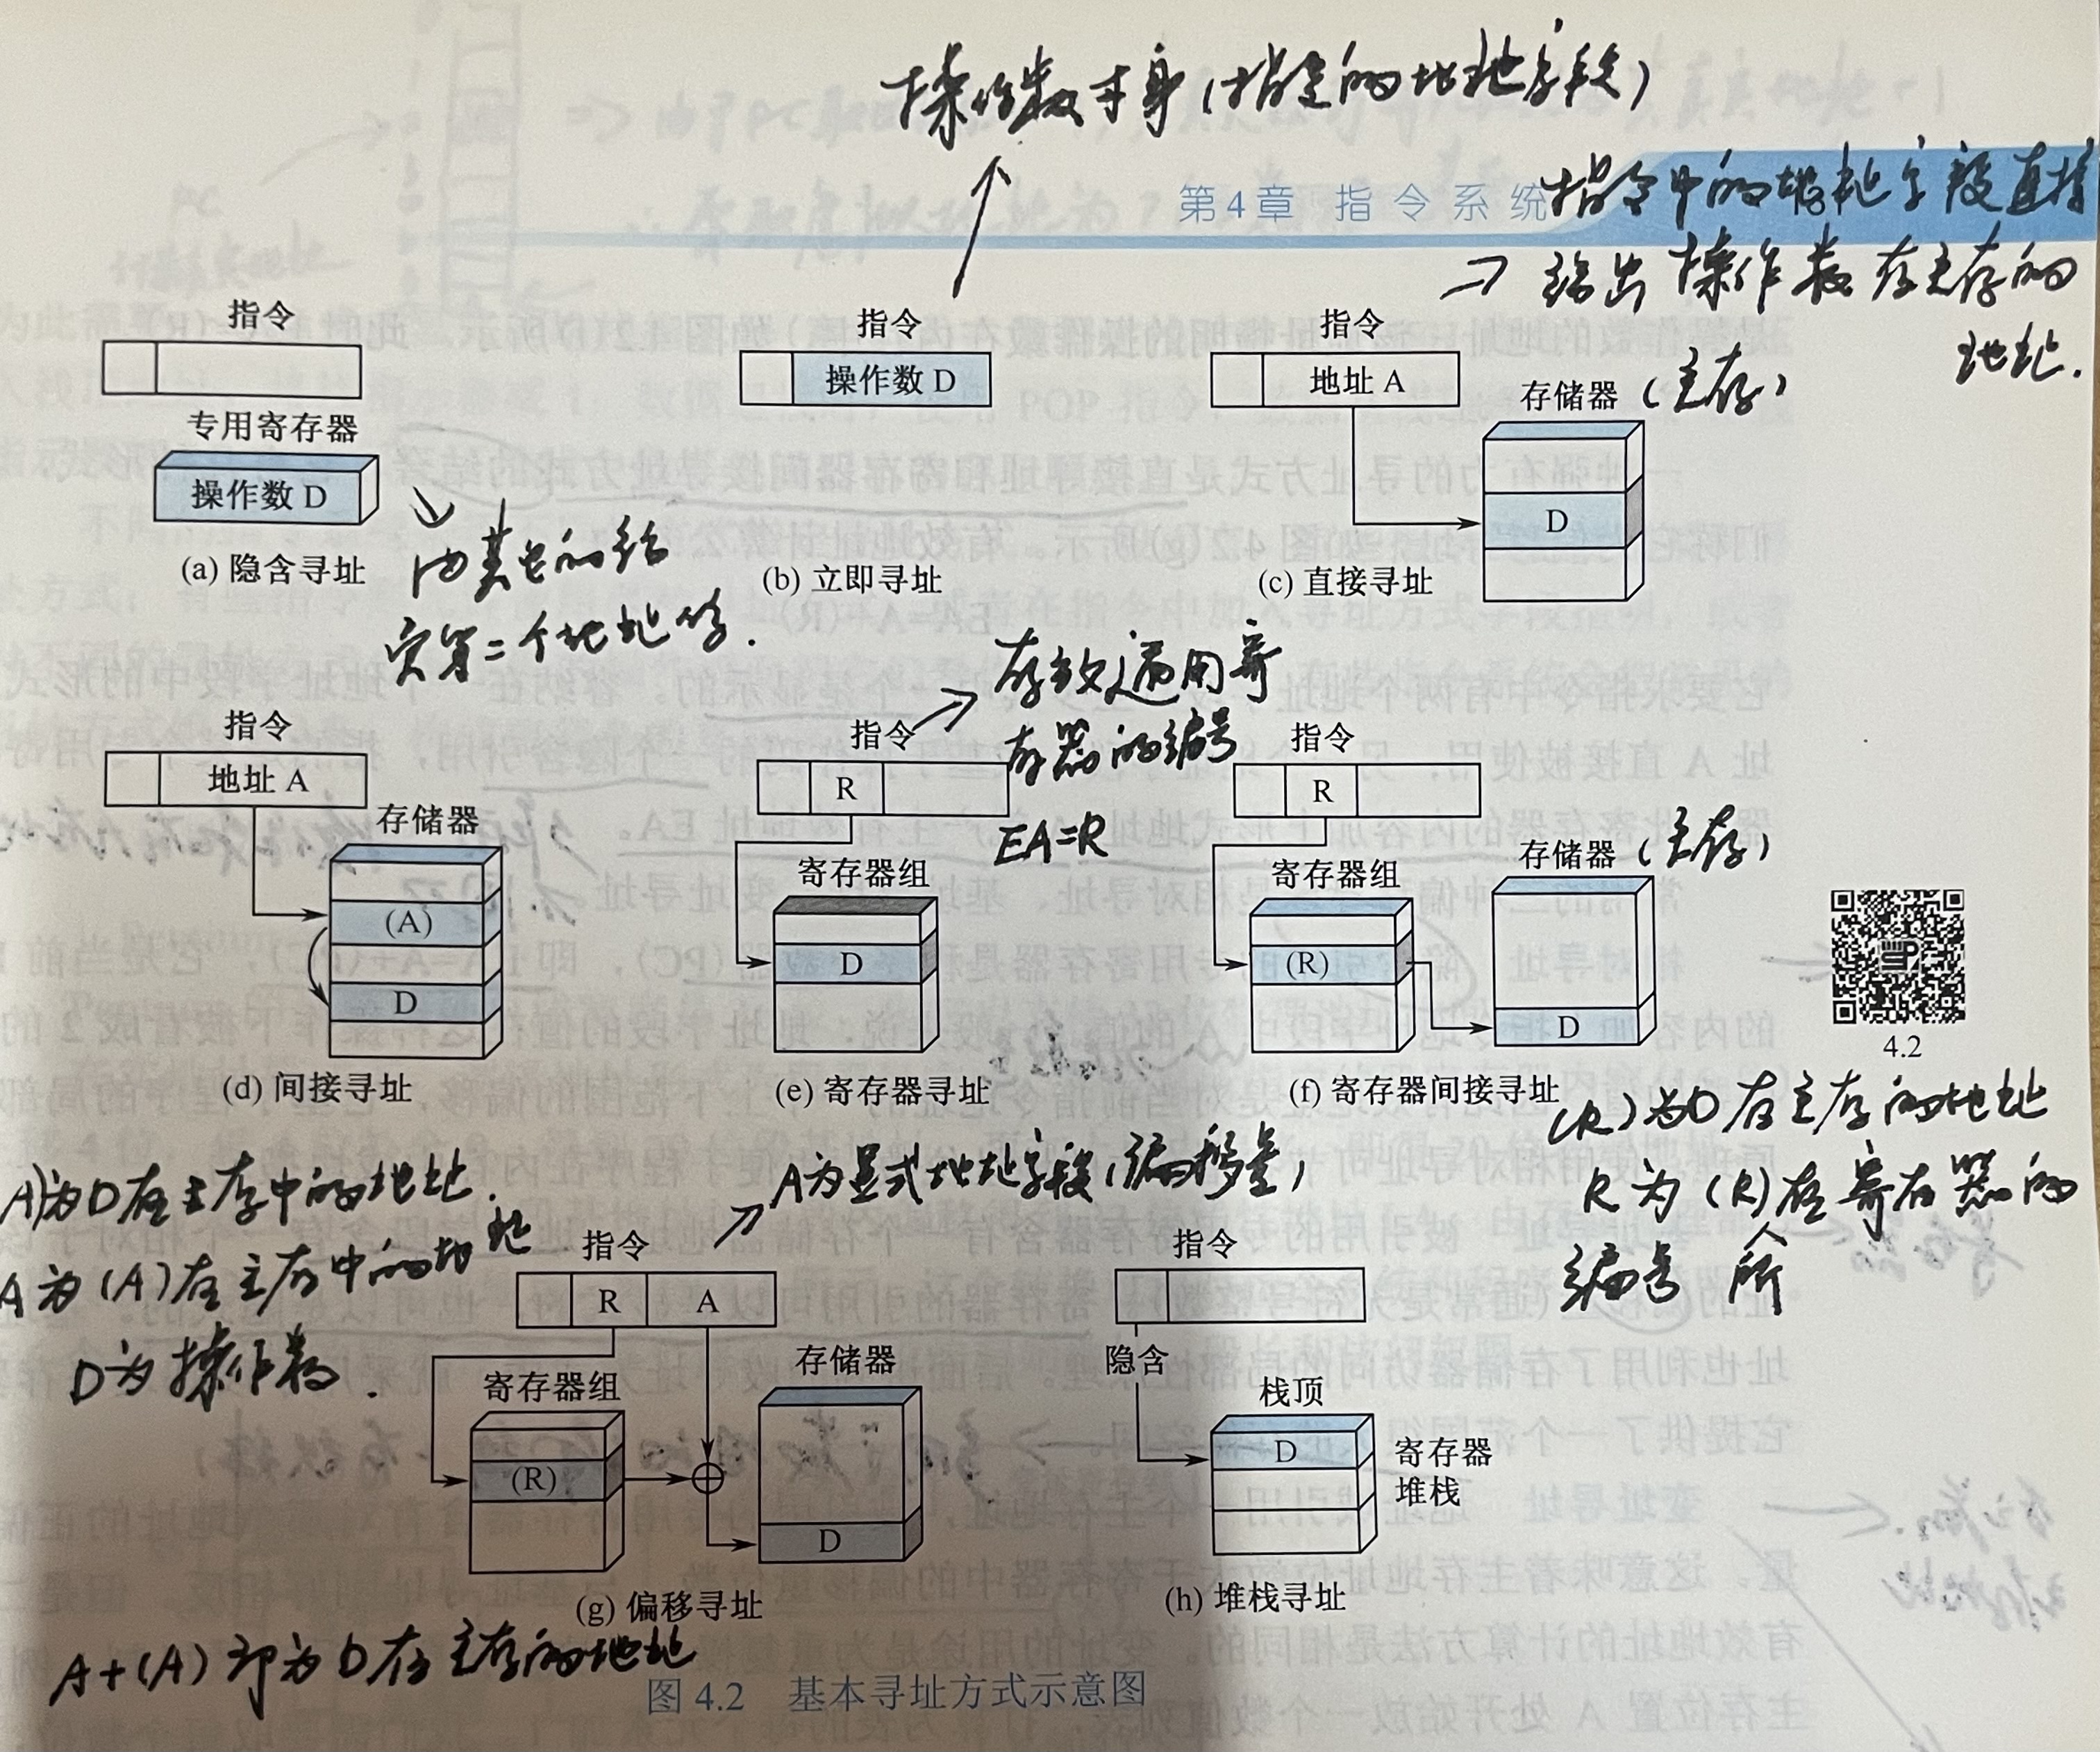 操作数本身(指定的地址字段)
第4章 指令系统
指令中的地址字段直接
给出操作数在主存的
地址.
指令
专用寄存器
操作数 D
(a) 隐含寻址
第二个地址
指令
操作数 D
(b) 立即寻址
指令
地址 A
存储器
(主存)
D
(c) 直接寻址
指令
地址 A
存储器
(A)
D
(d) 间接寻址
存放通用寄
存器的编号
EA=R
指令
R
寄存器组
D
(e) 寄存器寻址
指令
R
寄存器组
(R)
存储器
(主存)
D
(f) 寄存器间接寻址
4.2
(R)为D在主存的地址
R为(R)在寄存器的
编号 所
A)为D在主存中的地址.
A为(A)在主存中的地址
D为操作数.
A为显式地址字段(偏移量)
指令
R
A
寄存器组
(R)
存储器
D
(g) 偏移寻址
A+(A)即为D在主存的地址
指令
隐含
栈顶
D
寄存器
堆栈
(h) 堆栈寻址
图 4.2 基本寻址方式示意图